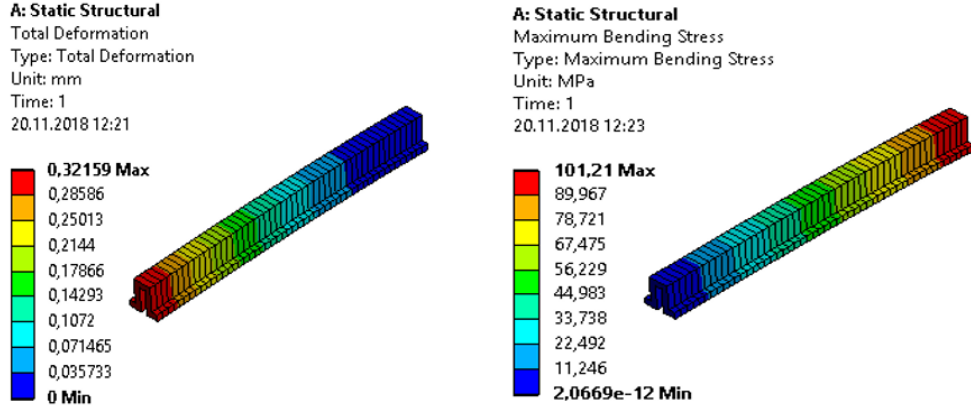 A: Static Structural
Total Deformation
Type: Total Deformation
Unit: mm
Time: 1
20.11.2018 12:21
0,32159 Max
0,28586
0,25013
0,2144
0,17866
0,14293
0,1072
0,071465
0,035733
0 Min
A: Static Structural
Maximum Bending Stress
Type: Maximum Bending Stress
Unit: MPa
Time: 1
20.11.2018 12:23
101,21 Max
89,967
78,721
67,475
56,229
44,983
33,738
22,492
11,246
2,0669e-12 Min